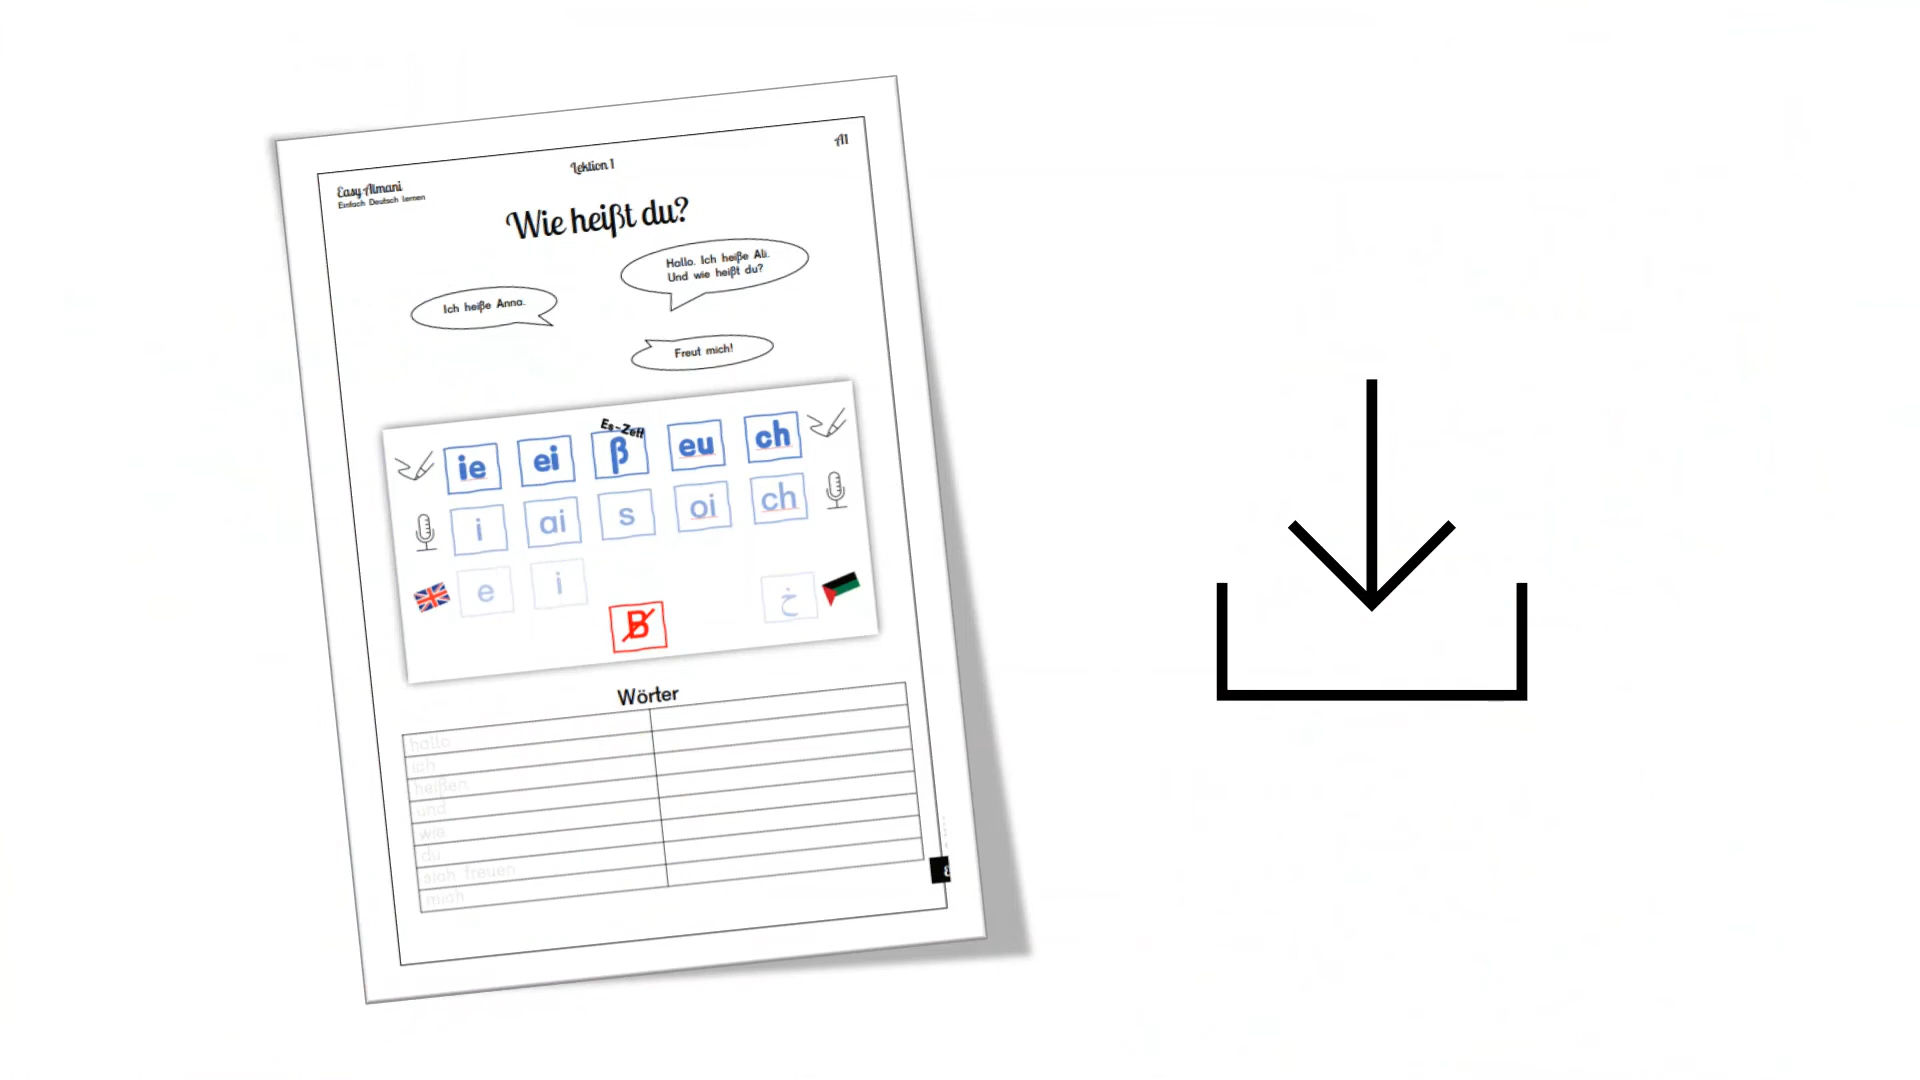 Lektion 1
A1
Easy Almani
Einfach Deutsch lernen
Wie heißt du?
Hallo. Ich heiße Ali.
Und wie heißt du?
Ich heiße Anna.
Freut mich!
Es-Zett
ie ei ß eu ch
i ai s oi ch
e i خ
B
Wörter
hallo
ich
heißen
und
wie
du
sich freuen
mich